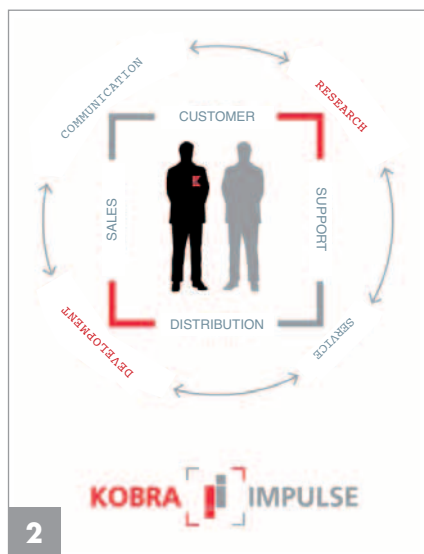 COMMUNICATION
RESEARCH
CUSTOMER
SALES
SUPPORT
DISTRIBUTION
DEVELOPMENT
SERVICE
KOBRA IMPULSE
2